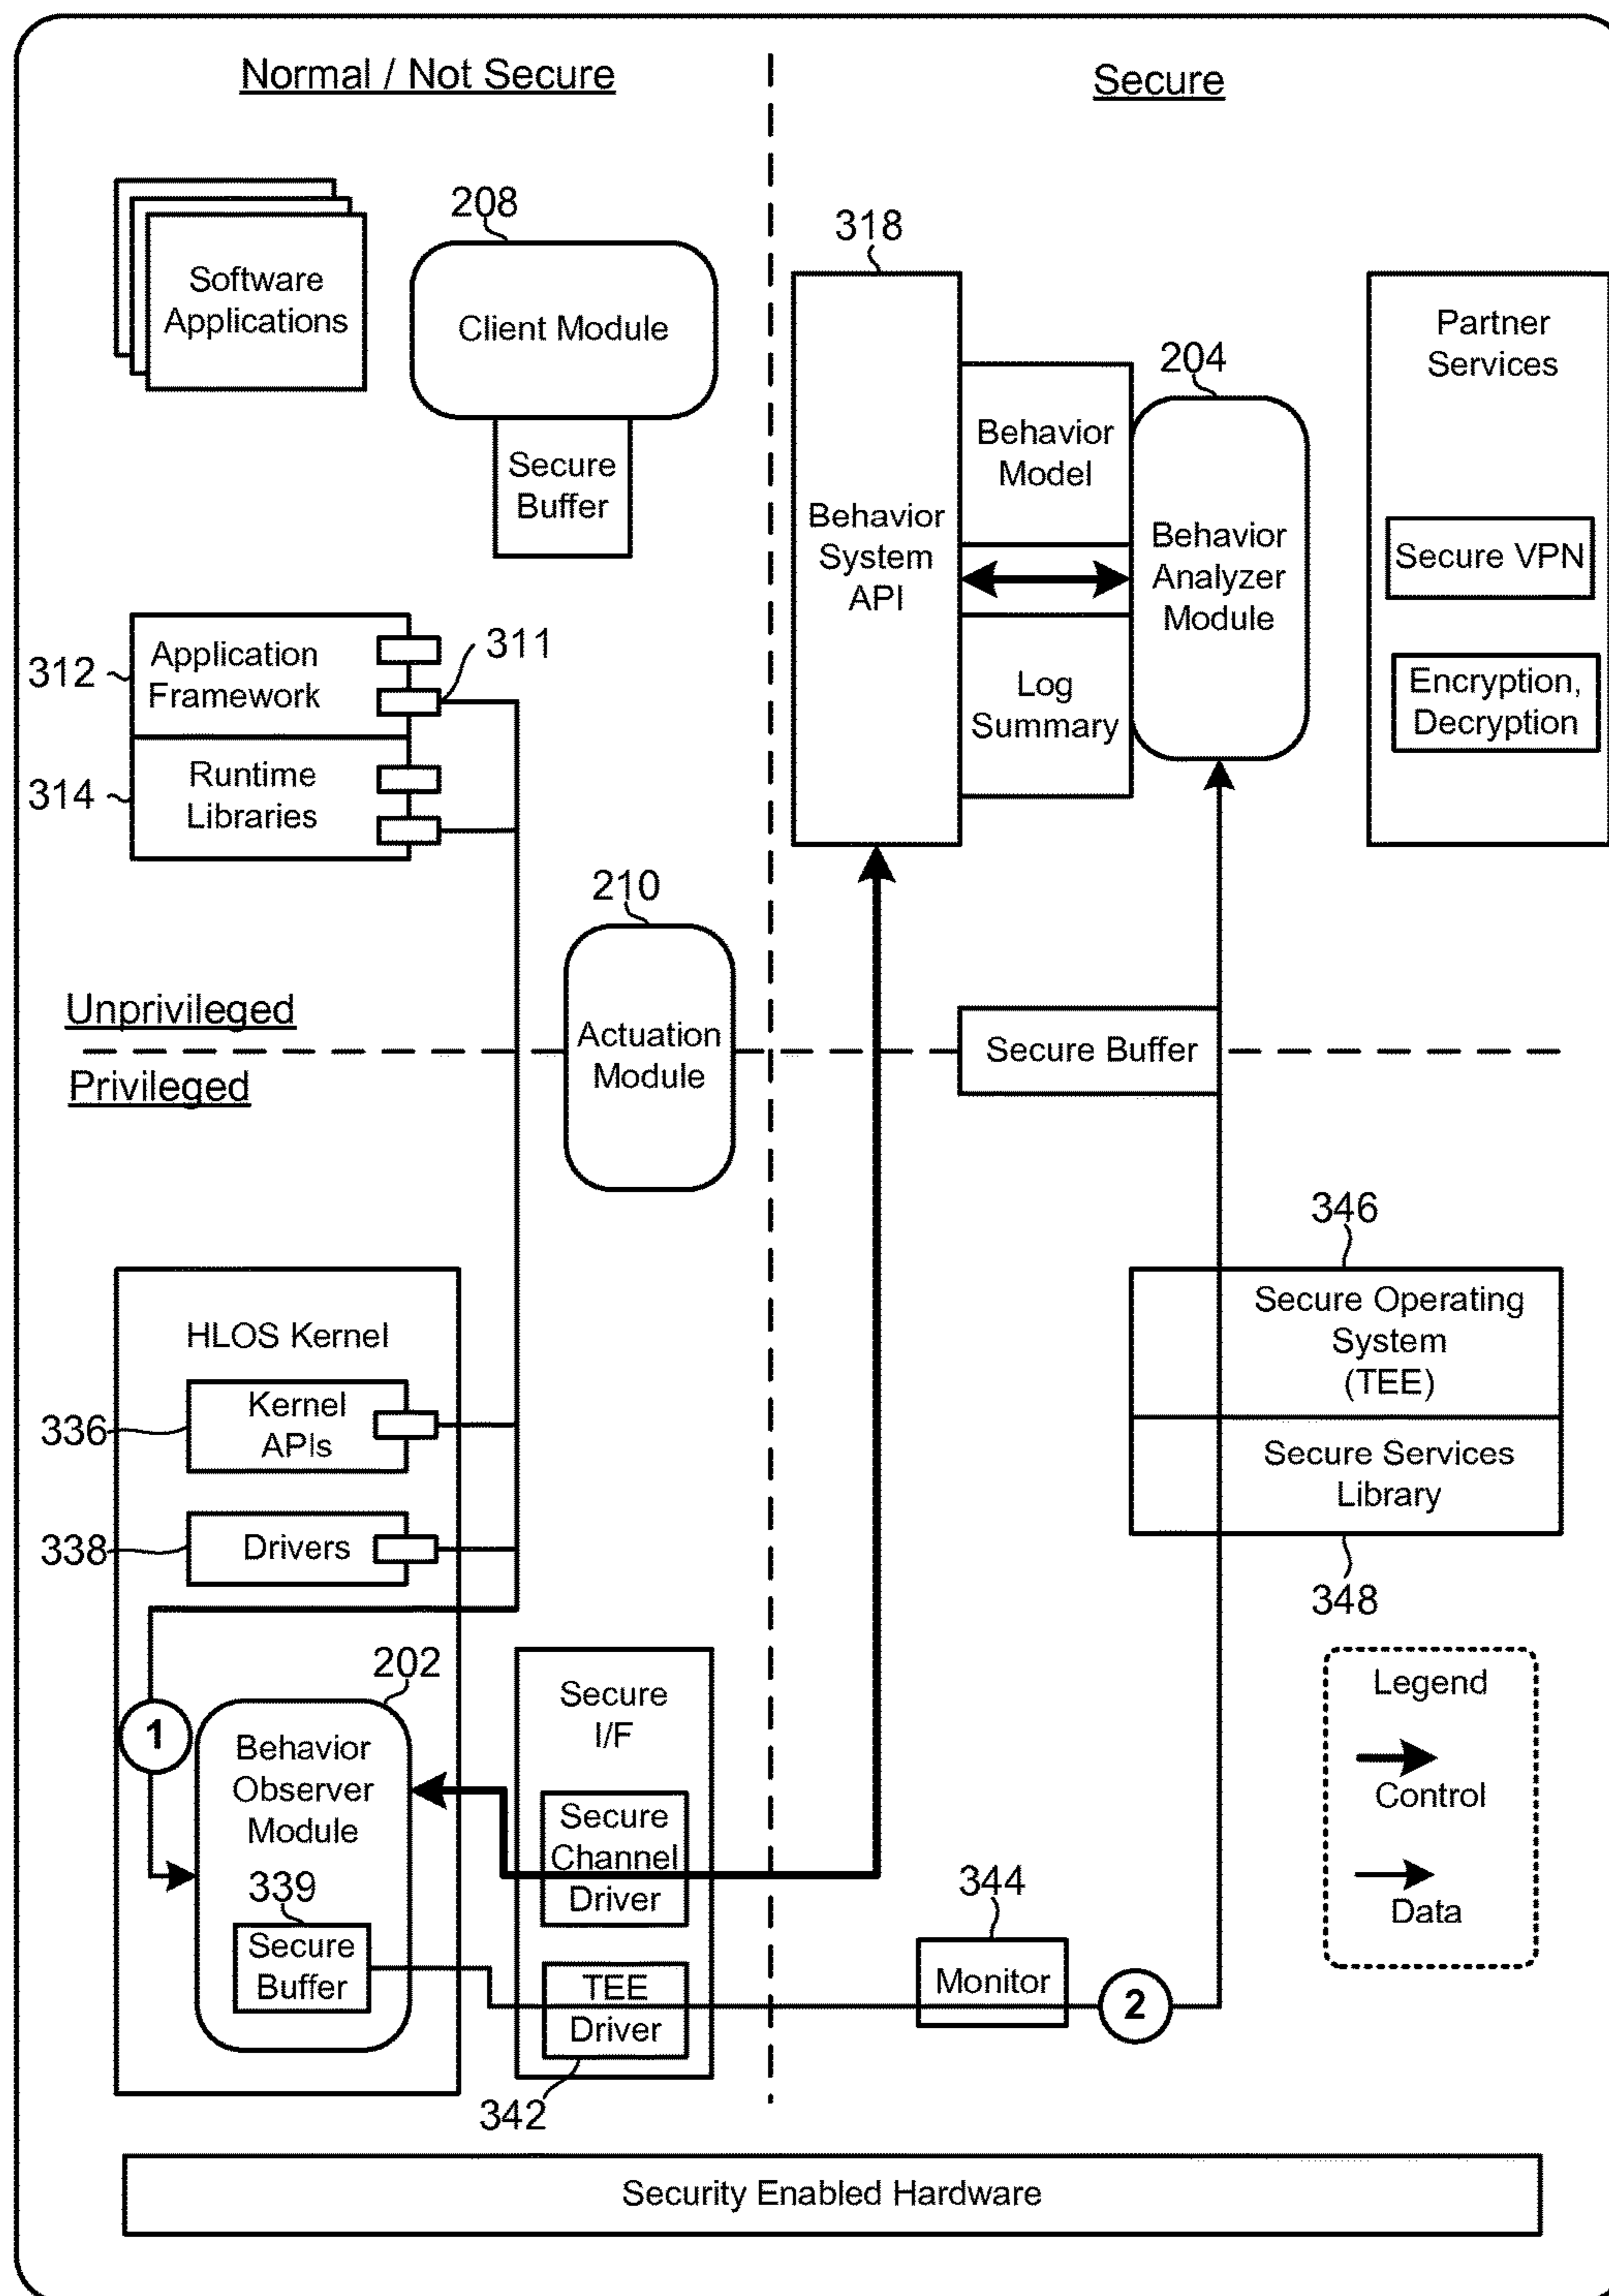 Normal / Not Secure
Secure
Software
Applications
208
Client Module
Secure
Buffer
318
Behavior
System
API
Behavior
Model
Log
Summary
204
Behavior
Analyzer
Module
Partner
Services
Secure VPN
Encryption,
Decryption
312
Application
Framework
311
314
Runtime
Libraries
210
Actuation
Module
Unprivileged
Privileged
Secure Buffer
346
Secure Operating
System
(TEE)
Secure Services
Library
348
HLOS Kernel
336
Kernel
APIs
338
Drivers
202
1
Behavior
Observer
Module
339
Secure
Buffer
Secure
I/F
Secure
Channel
Driver
TEE
Driver
342
344
Monitor
2
Legend
Control
Data
Security Enabled Hardware